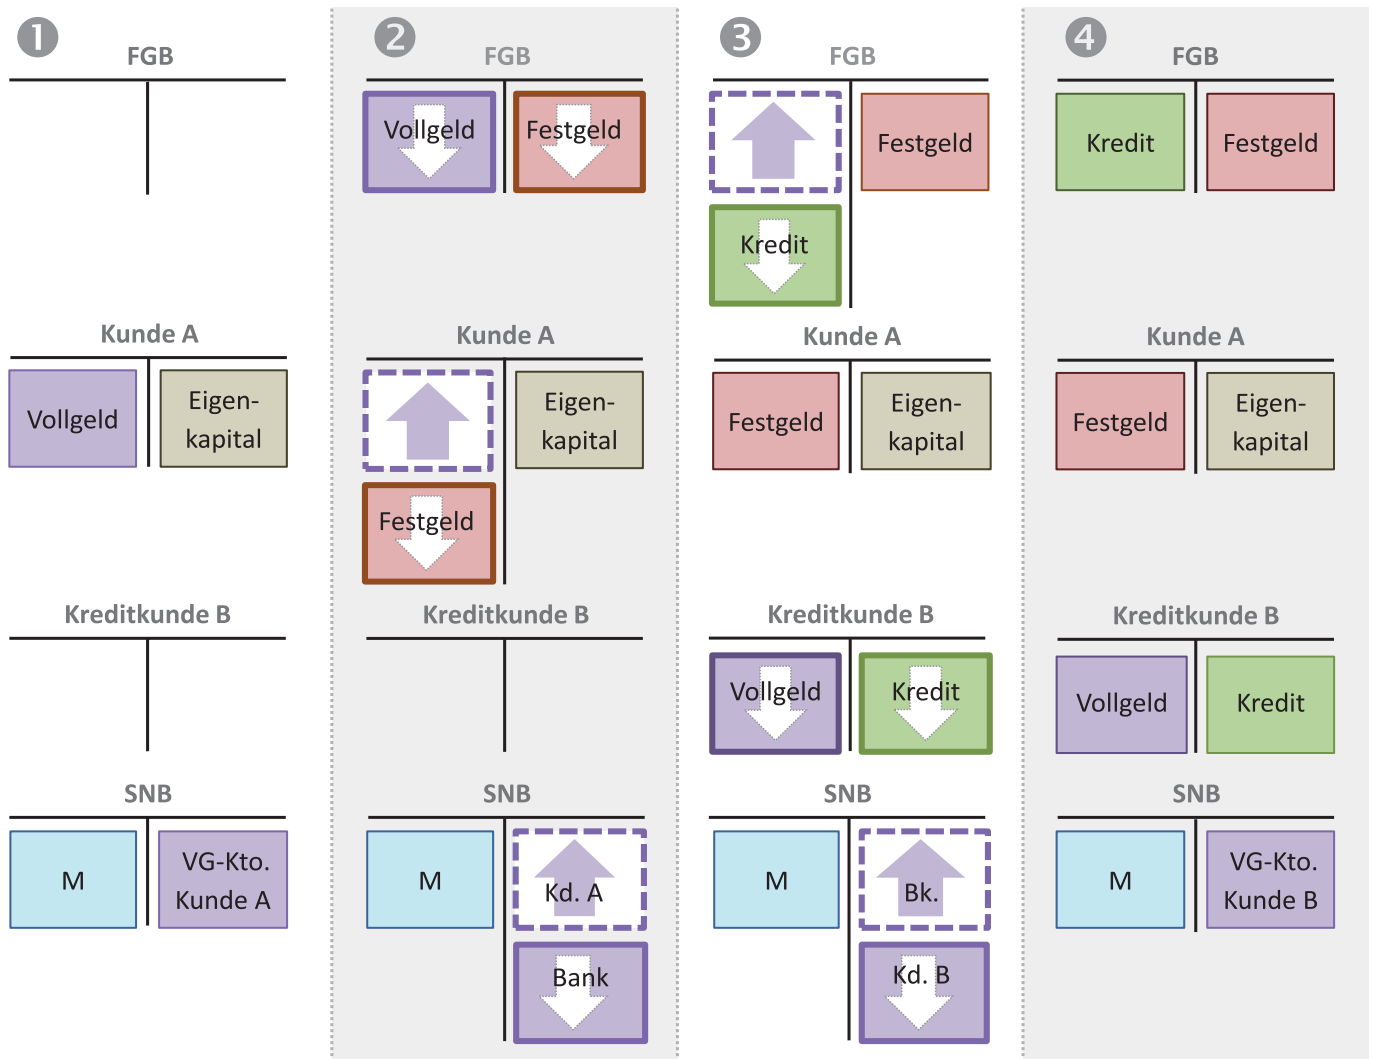 1
FGB
Kunde A
Vollgeld
Eigen-
kapital
Kreditkunde B
SNB
M
VG-Kto.
Kunde A
2
FGB
Vollgeld
Festgeld
Kunde A
Eigen-
kapital
Festgeld
Kreditkunde B
SNB
M
Kd. A
Bank
3
FGB
Festgeld
Kredit
Kunde A
Festgeld
Eigen-
kapital
Kreditkunde B
Vollgeld
Kredit
SNB
M
Bk.
Kd. B
4
FGB
Kredit
Festgeld
Kunde A
Festgeld
Eigen-
kapital
Kreditkunde B
Vollgeld
Kredit
SNB
M
VG-Kto.
Kunde B